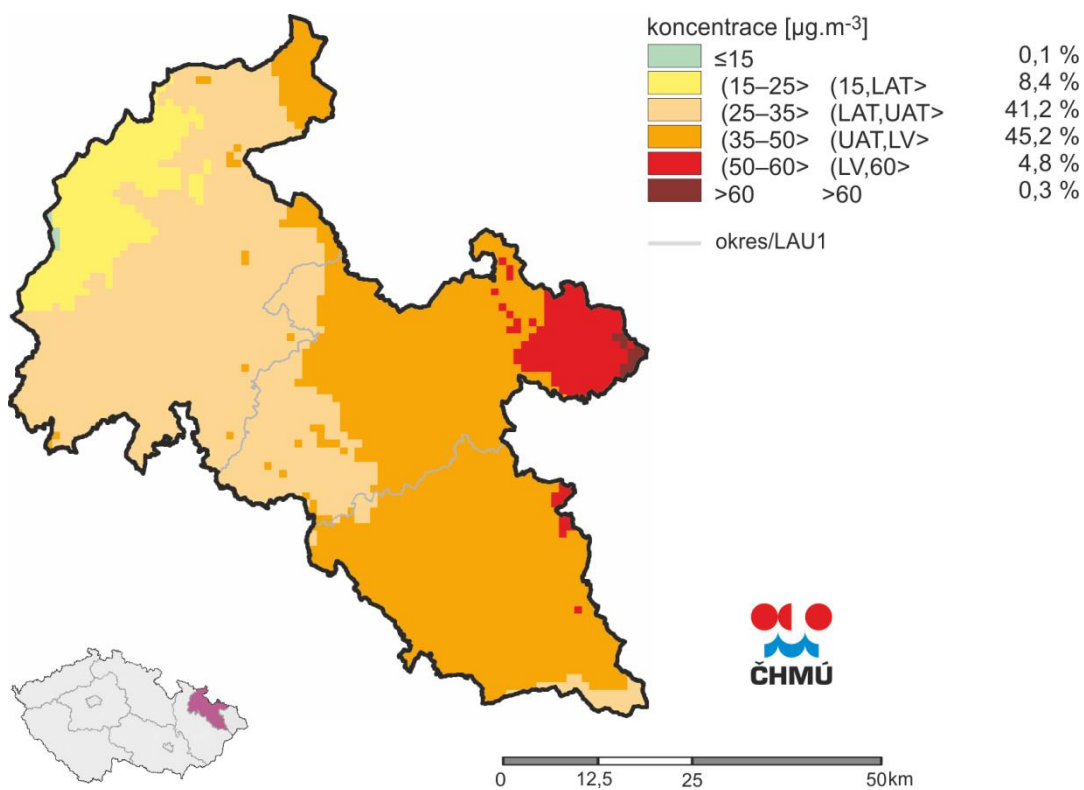 koncentrace [µg.m-3]
≤15 0,1 %
(15–25> (15,LAT> 8,4 %
(25–35> (LAT,UAT> 41,2 %
(35–50> (UAT,LV> 45,2 %
(50–60> (LV,60> 4,8 %
>60 >60 0,3 %
okres/LAU1
ČHMÚ
0 12,5 25 50km